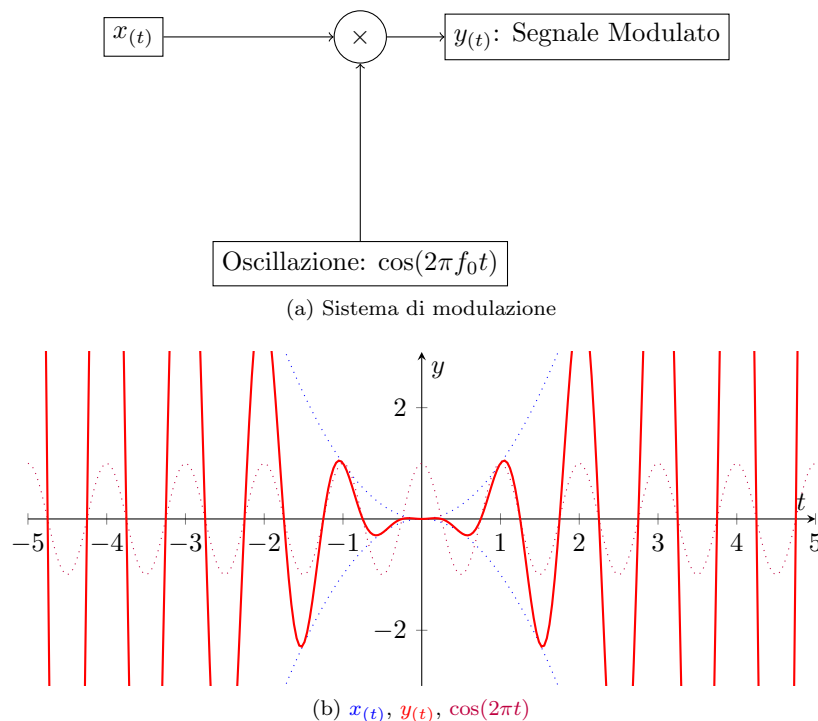 x(t)
×
y(t): Segnale Modulato
Oscillazione: cos(2πf₀t)
(a) Sistema di modulazione
y
2
t
−5 −4 −3 −2 −1 1 2 3 4 5
−2
(b) x(t), y(t), cos(2πt)